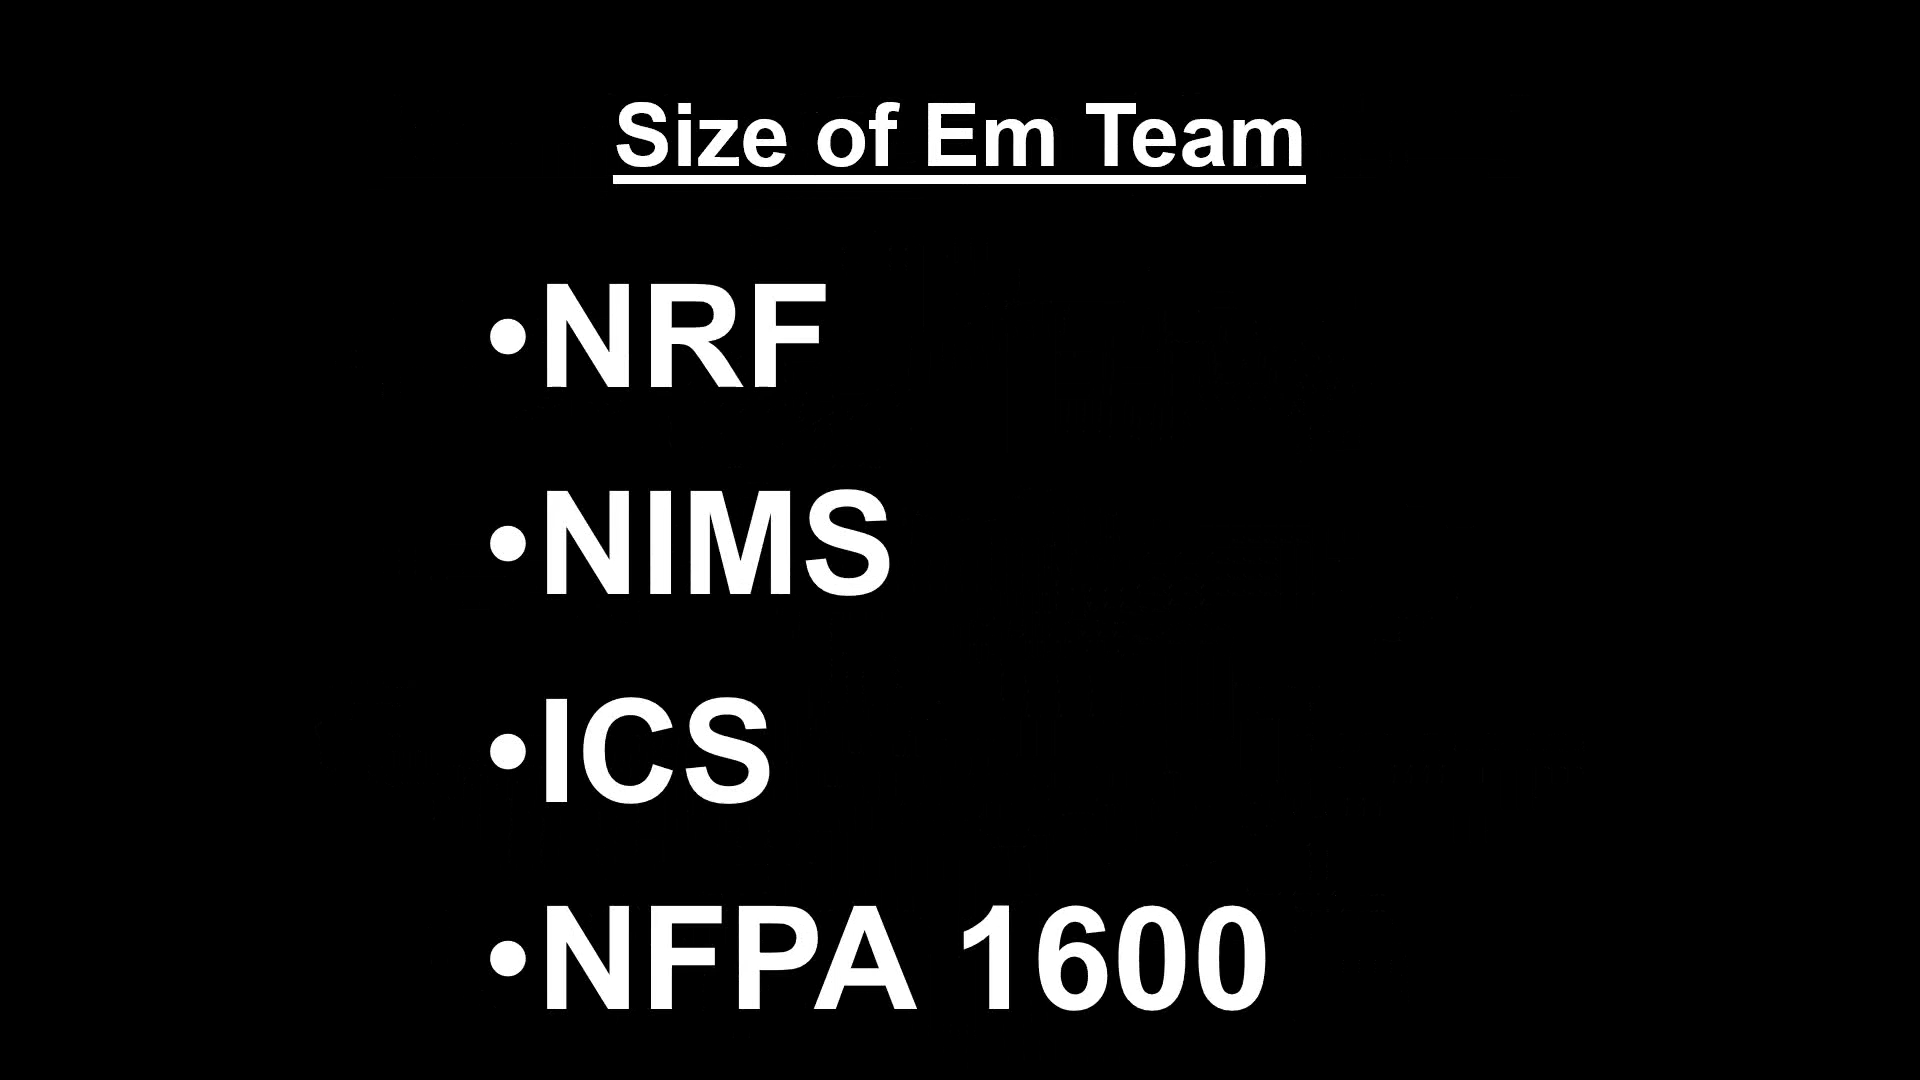 Size of Em Team
•NRF
•NIMS
•ICS
•NFPA 1600